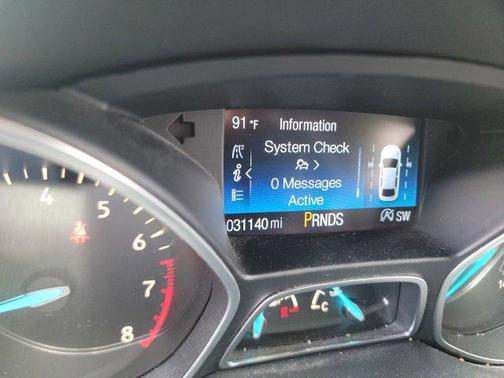 91 °F Information
System Check
0 Messages
Active
031140 mi PRNDS SW
4
5
6
7
8
C